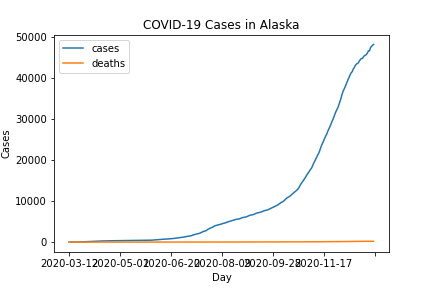 COVID-19 Cases in Alaska
50000
40000
30000
20000
10000
0
cases
deaths
Cases
2020-03-12 2020-05-01 2020-06-20 2020-08-09 2020-09-28 2020-11-17
Day